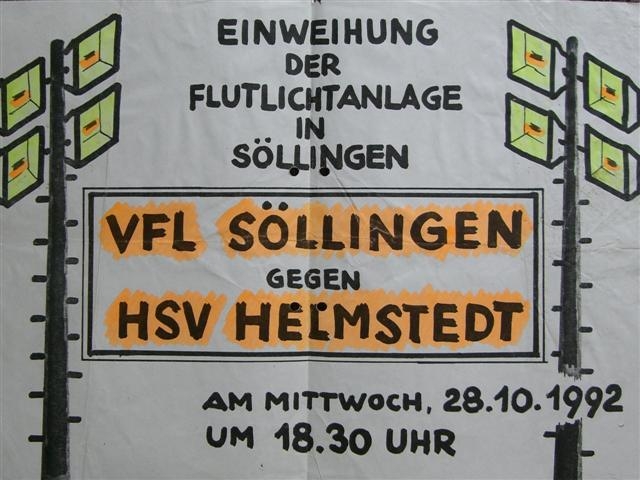 EINWEIHUNG
DER
FLUTLICHTANLAGE
IN
SÖLLINGEN
VFL SÖLLINGEN
GEGEN
HSV HELMSTEDT
AM MITTWOCH, 28.10.1992
UM 18.30 UHR